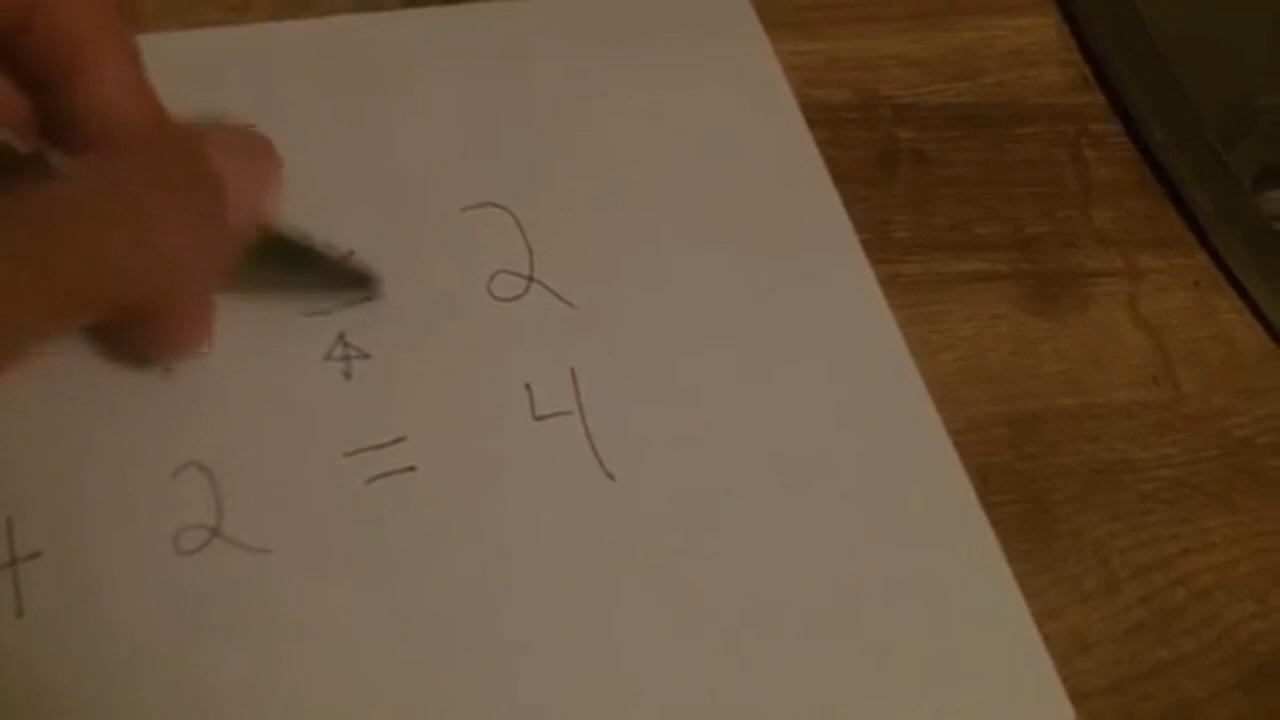 = 2
+ 2 = 4